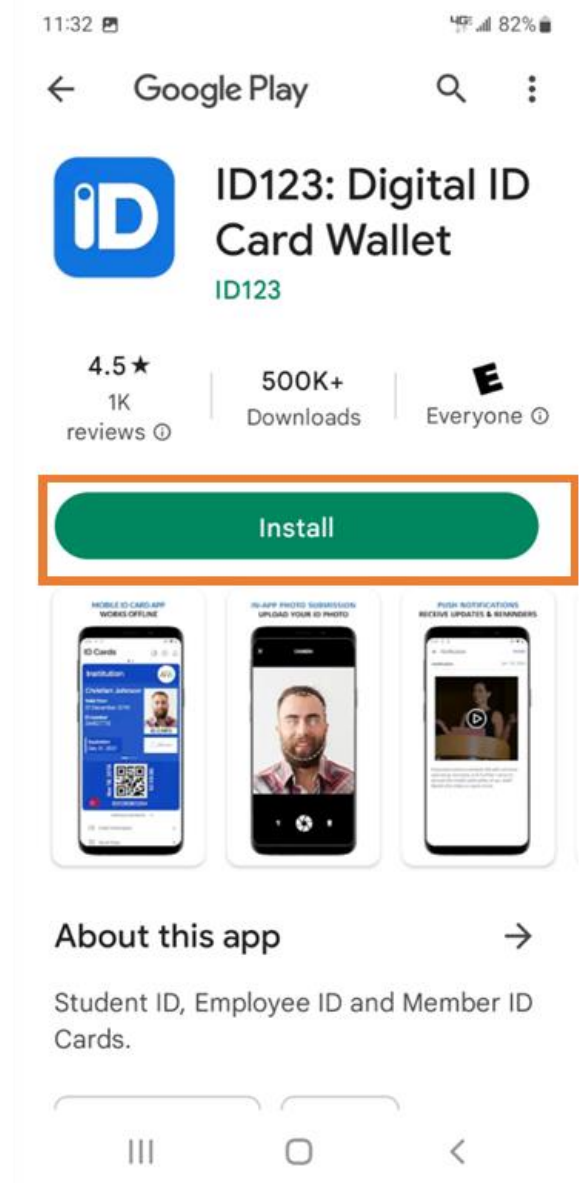 11:32
4GE 82%
Google Play
iD
ID123: Digital ID
Card Wallet
ID123
4.5★
1K
reviews
500K+
Downloads
E
Everyone
Install
MOBILE ID CARD APP
WORKS OFFLINE
ID Cards
Institution
Christian Johnson
IN-APP PHOTO SUBMISSION
UPLOAD YOUR ID PHOTO
PUSH NOTIFICATIONS
RECEIVE UPDATES & REMINDERS
About this app
Student ID, Employee ID and Member ID
Cards.